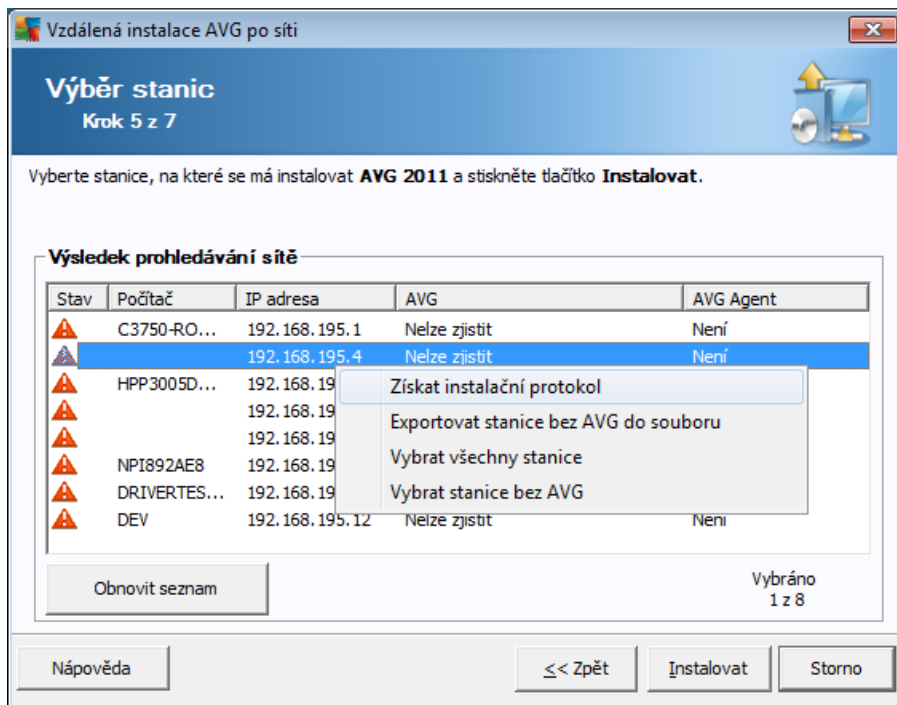 Vzdálená instalace AVG po síti
Výběr stanic
Krok 5 z 7
Vyberte stanice, na které se má instalovat AVG 2011 a stiskněte tlačítko Instalovat.
Výsledek prohledávání sítě
Stav Počítač IP adresa AVG AVG Agent
C3750-RO... 192.168.195.1 Nelze zjistit Není
192.168.195.4 Nelze zjistit Není
HPP3005D... 192.168.19
192.168.19
192.168.19
NPI892AE8 192.168.19
DRIVERTES... 192.168.19
DEV 192.168.195.12 Nelze zjistit Není
Získat instalační protokol
Exportovat stanice bez AVG do souboru
Vybrat všechny stanice
Vybrat stanice bez AVG
Obnovit seznam
Vybráno
1 z 8
Nápověda
<< Zpět
Instalovat
Storno